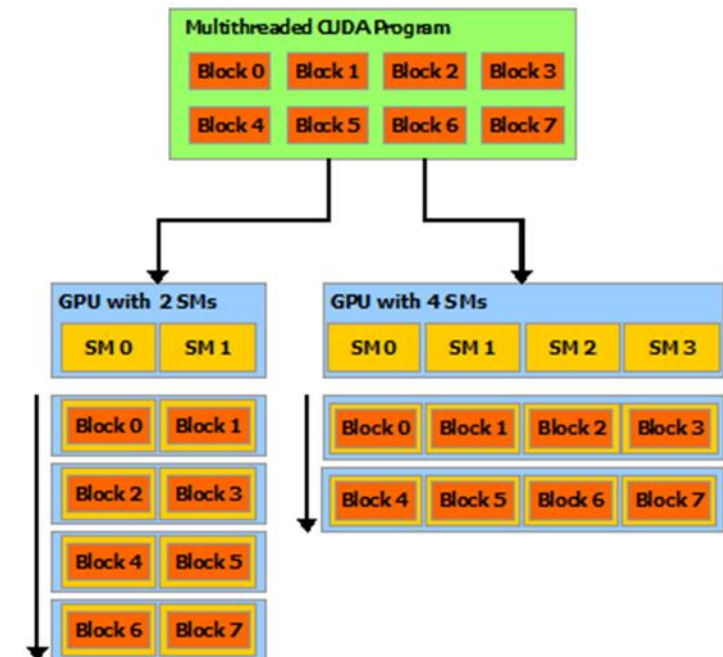 Multithreaded CUDA Program
Block 0 Block 1 Block 2 Block 3
Block 4 Block 5 Block 6 Block 7
GPU with 2 SMs
SM 0 SM 1
Block 0 Block 1
Block 2 Block 3
Block 4 Block 5
Block 6 Block 7
GPU with 4 SMs
SM 0 SM 1 SM 2 SM 3
Block 0 Block 1 Block 2 Block 3
Block 4 Block 5 Block 6 Block 7